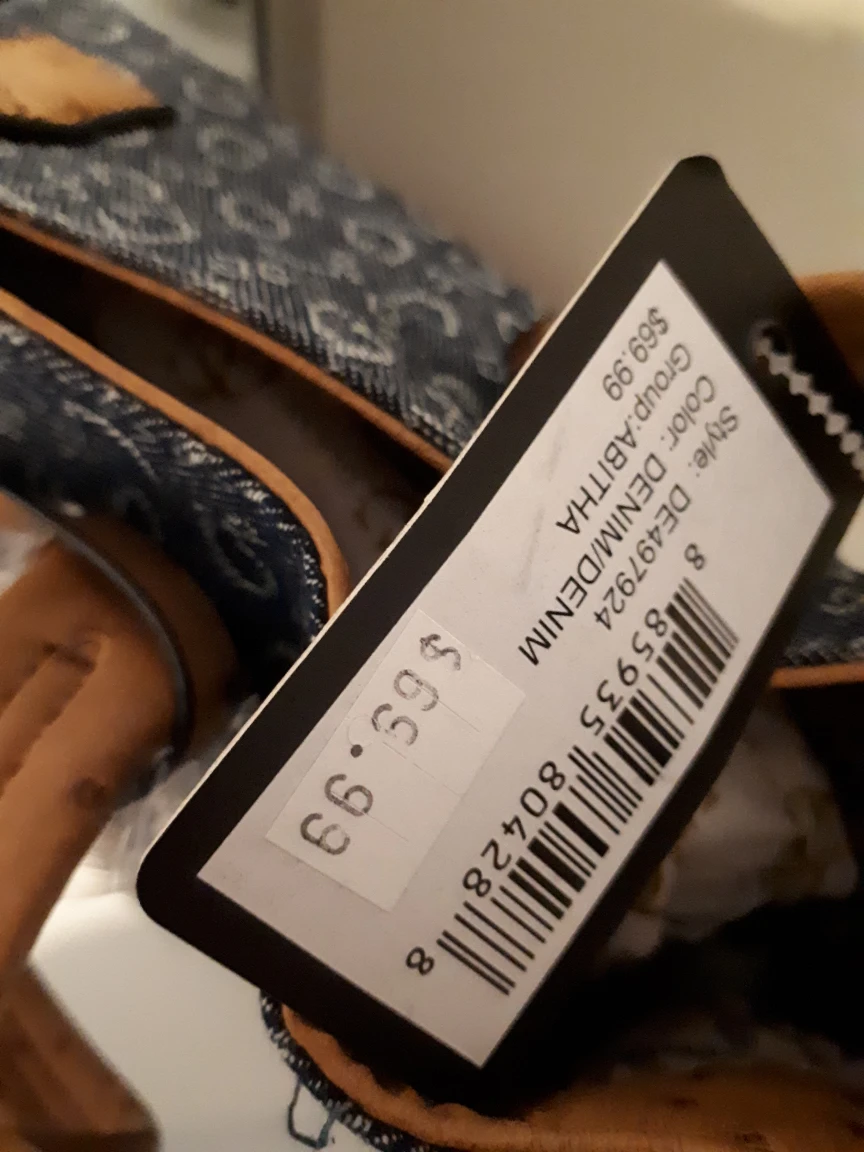 Style: DE497924
Color: DENIM/DENIM
Group:ABITHA
$69.99
8 85935 80428 8
$69.99